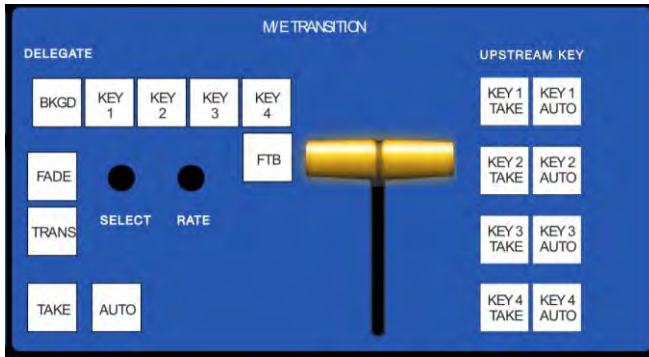 M/E TRANSITION
DELEGATE
UPSTREAM KEY
BKGD
KEY
1
KEY
2
KEY
3
KEY
4
KEY 1
TAKE
KEY 1
AUTO
FTB
KEY 2
TAKE
KEY 2
AUTO
FADE
SELECT
RATE
TRANS
KEY 3
TAKE
KEY 3
AUTO
TAKE
AUTO
KEY 4
TAKE
KEY 4
AUTO